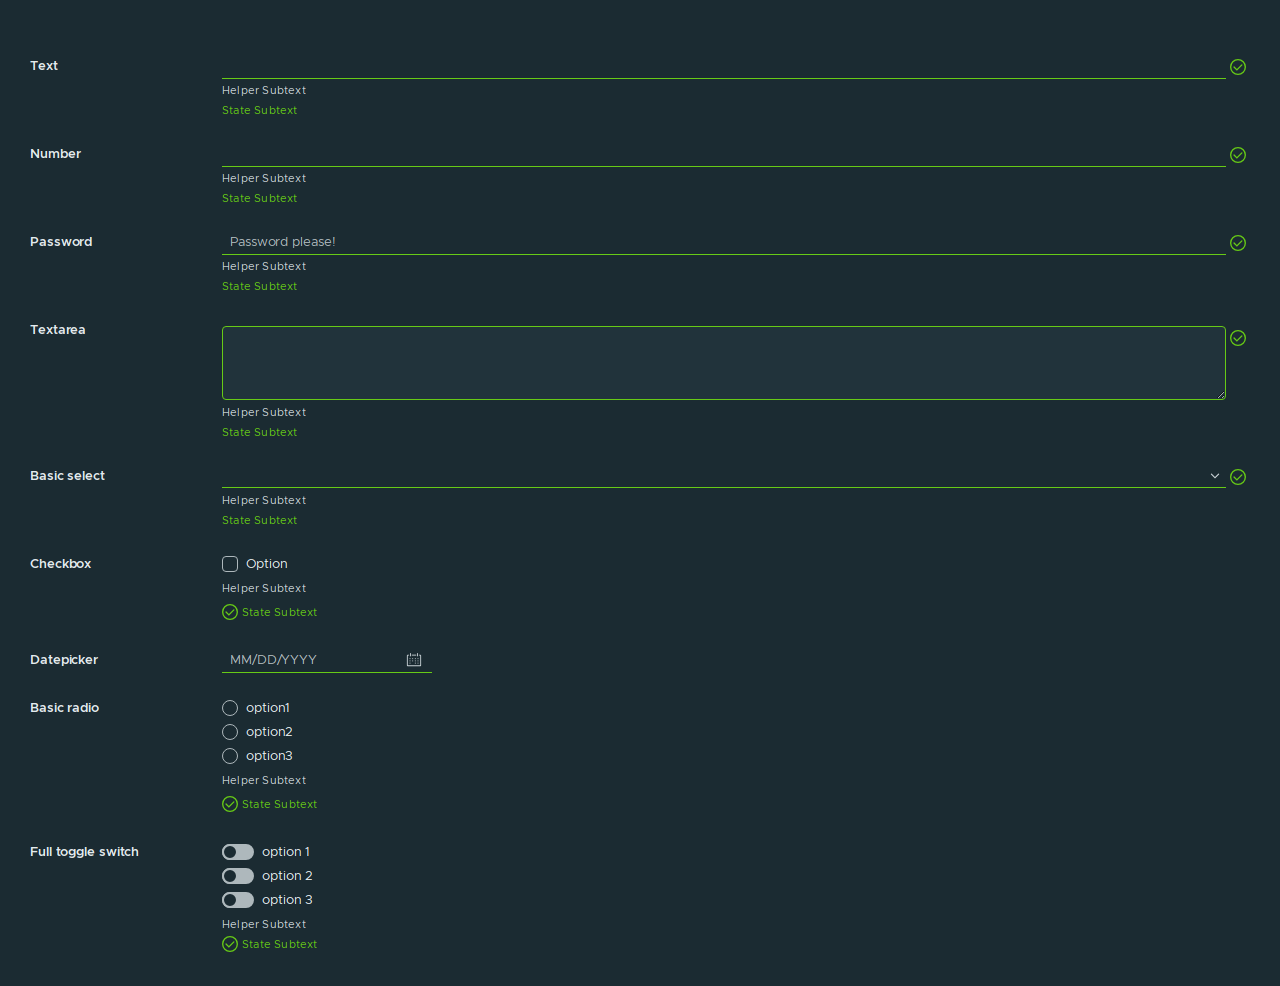 Text
Helper Subtext
State Subtext
Number
Helper Subtext
State Subtext
Password
Password please!
Helper Subtext
State Subtext
Textarea
Helper Subtext
State Subtext
Basic select
Helper Subtext
State Subtext
Checkbox
Option
Helper Subtext
State Subtext
Datepicker
MM/DD/YYYY
Basic radio
option1
option2
option3
Helper Subtext
State Subtext
Full toggle switch
option 1
option 2
option 3
Helper Subtext
State Subtext